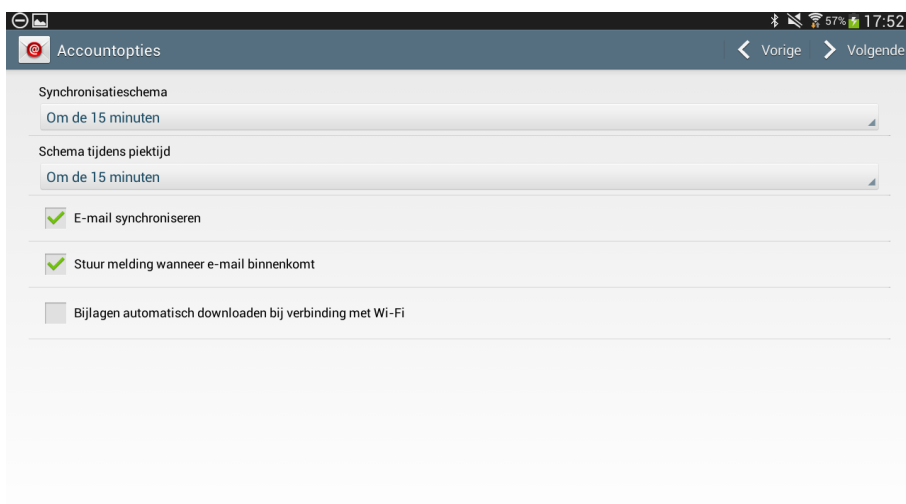 57% 17:52
Accountopties
Vorige
Volgende
Synchronisatieschema
Om de 15 minuten
Schema tijdens piektijd
Om de 15 minuten
E-mail synchroniseren
Stuur melding wanneer e-mail binnenkomt
Bijlagen automatisch downloaden bij verbinding met Wi-Fi